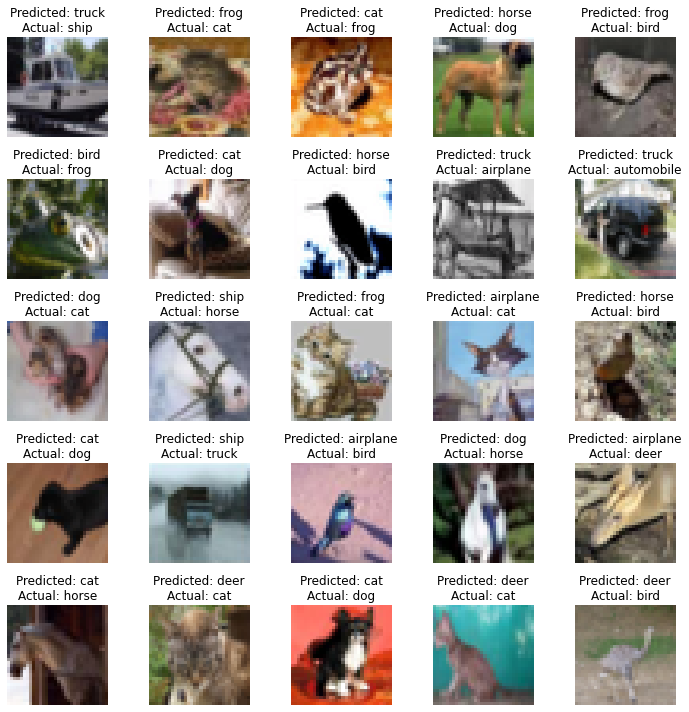 Predicted: truck
Actual: ship
Predicted: frog
Actual: cat
Predicted: cat
Actual: frog
Predicted: horse
Actual: dog
Predicted: frog
Actual: bird
Predicted: bird
Actual: frog
Predicted: cat
Actual: dog
Predicted: horse
Actual: bird
Predicted: truck
Actual: airplane
Predicted: truck
Actual: automobile
Predicted: dog
Actual: cat
Predicted: ship
Actual: horse
Predicted: frog
Actual: cat
Predicted: airplane
Actual: cat
Predicted: horse
Actual: bird
Predicted: cat
Actual: dog
Predicted: ship
Actual: truck
Predicted: airplane
Actual: bird
Predicted: dog
Actual: horse
Predicted: airplane
Actual: deer
Predicted: cat
Actual: horse
Predicted: deer
Actual: cat
Predicted: cat
Actual: dog
Predicted: deer
Actual: cat
Predicted: deer
Actual: bird